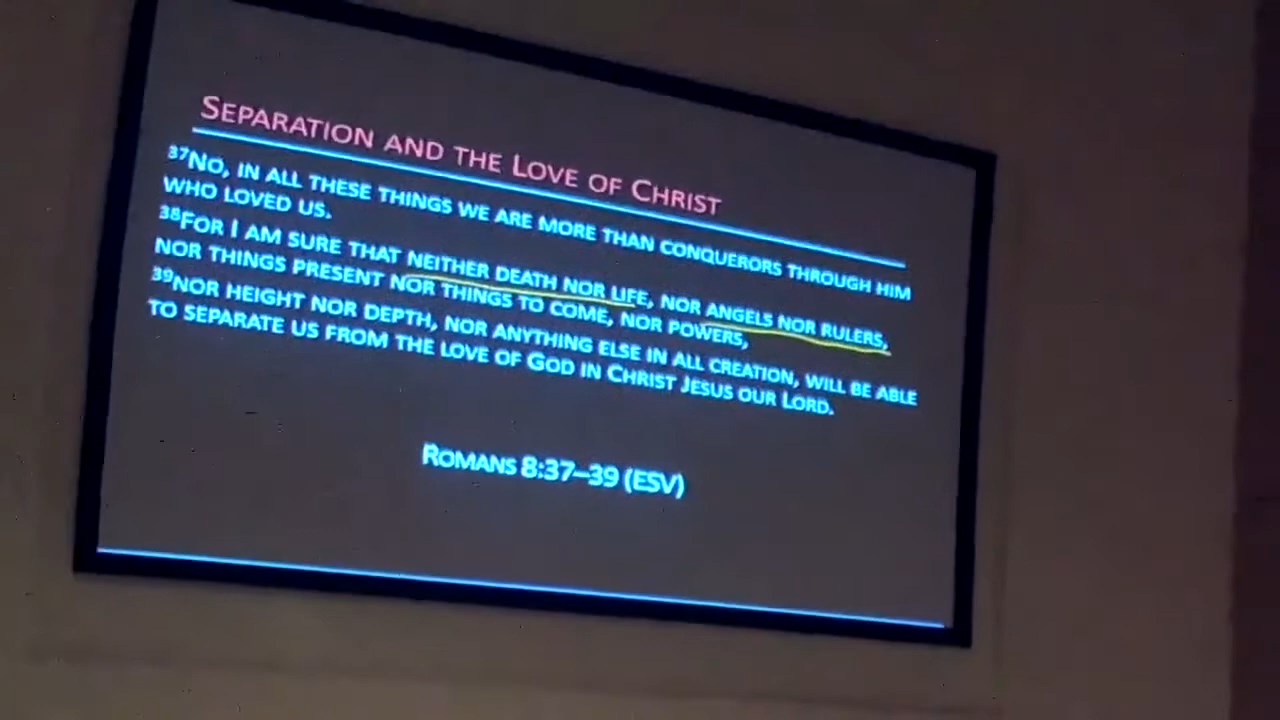 Separation and the Love of Christ
37No, in all these things we are more than conquerors through him
who loved us.
38For I am sure that neither death nor life, nor angels nor rulers,
nor things present nor things to come, nor powers,
39nor height nor depth, nor anything else in all creation, will be able
to separate us from the love of God in Christ Jesus our Lord.
Romans 8:37–39 (ESV)